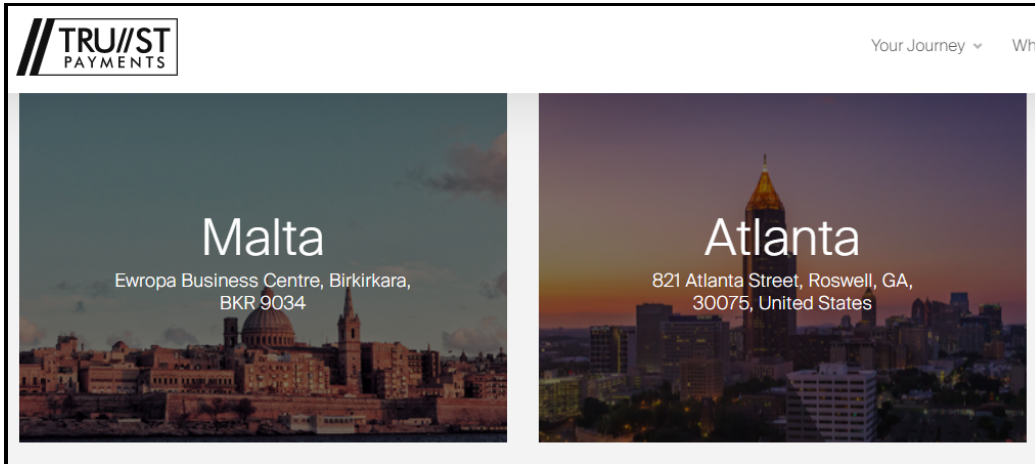 TRU//ST
PAYMENTS
Your Journey
Wh
Malta
Ewropa Business Centre, Birkirkara,
BKR 9034
Atlanta
821 Atlanta Street, Roswell, GA,
30075, United States